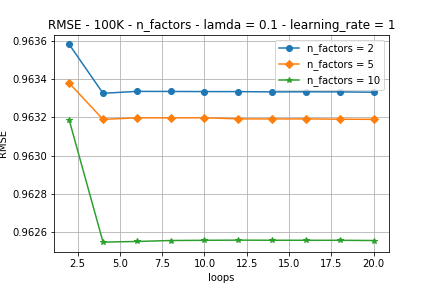 RMSE - 100K - n_factors - lamda = 0.1 - learning_rate = 1
n_factors = 2
n_factors = 5
n_factors = 10
RMSE
0.9636
0.9634
0.9632
0.9630
0.9628
0.9626
2.5 5.0 7.5 10.0 12.5 15.0 17.5 20.0
loops